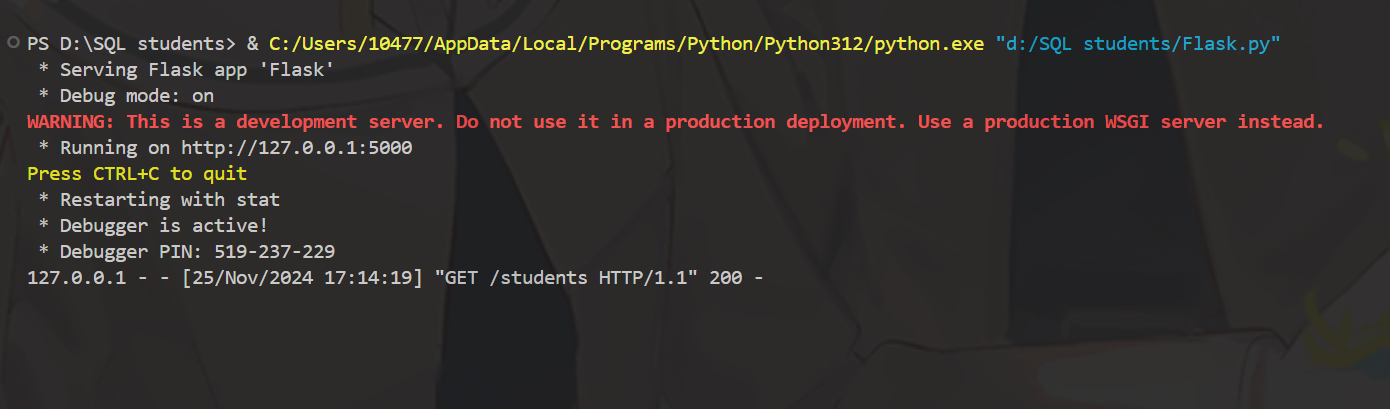 PS D:\SQL students> & C:/Users/10477/AppData/Local/Programs/Python/Python312/python.exe "d:/SQL students/Flask.py"
 * Serving Flask app 'Flask'
 * Debug mode: on
WARNING: This is a development server. Do not use it in a production deployment. Use a production WSGI server instead.
 * Running on http://127.0.0.1:5000
Press CTRL+C to quit
 * Restarting with stat
 * Debugger is active!
 * Debugger PIN: 519-237-229
127.0.0.1 - - [25/Nov/2024 17:14:19] "GET /students HTTP/1.1" 200 -